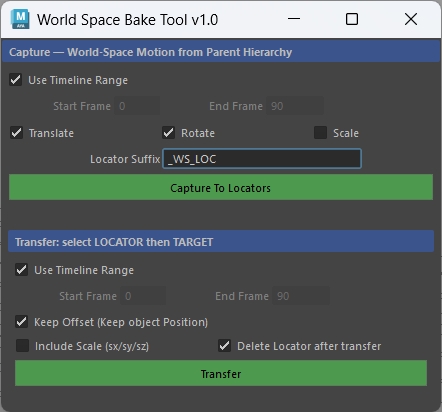 World Space Bake Tool v1.0
Capture — World-Space Motion from Parent Hierarchy
Use Timeline Range
Start Frame 0 End Frame 90
Translate Rotate Scale
Locator Suffix _WS_LOC
Capture To Locators
Transfer: select LOCATOR then TARGET
Use Timeline Range
Start Frame 0 End Frame 90
Keep Offset (Keep object Position)
Include Scale (sx/sy/sz) Delete Locator after transfer
Transfer